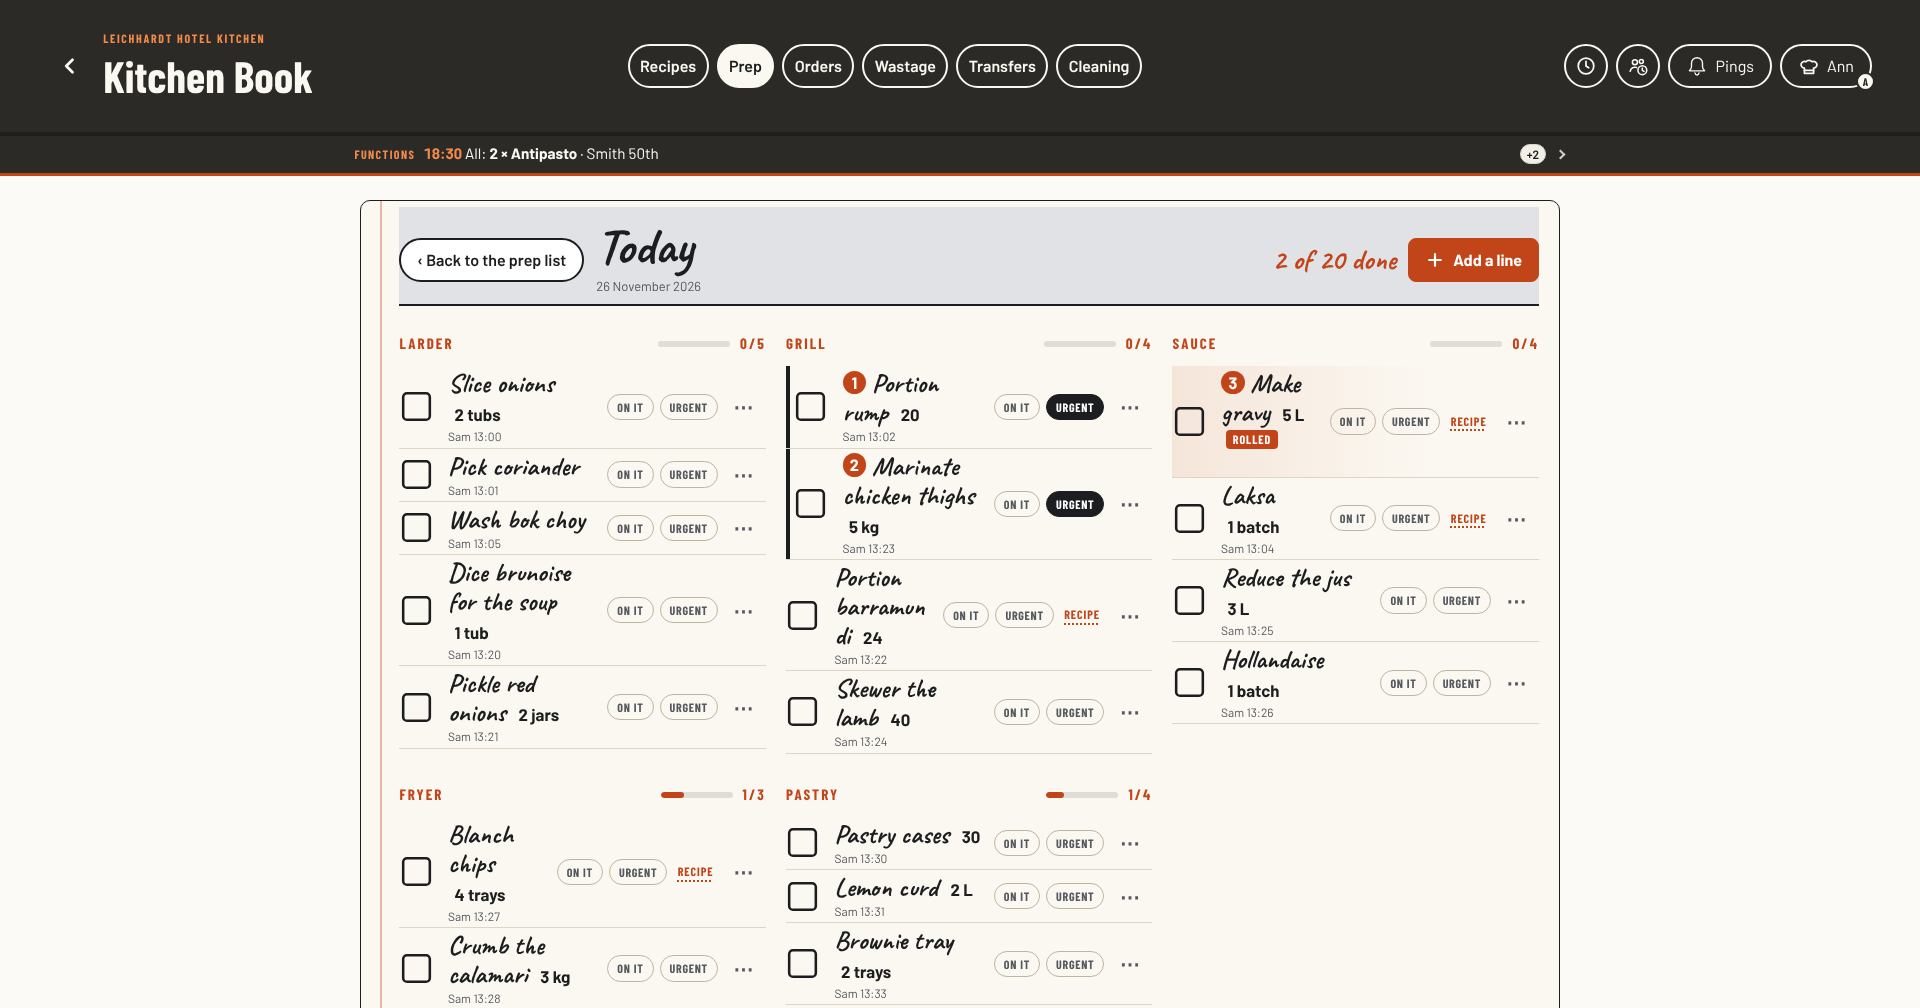 LEICHHARDT HOTEL KITCHEN
Kitchen Book
Recipes Prep Orders Wastage Transfers Cleaning
Pings
Ann
A
FUNCTIONS 18:30 All: 2 × Antipasto · Smith 50th
+2
‹ Back to the prep list
Today
26 November 2026
2 of 20 done
+ Add a line
LARDER 0/5
Slice onions
2 tubs
Sam 13:00
ON IT URGENT ...
Pick coriander
Sam 13:01
ON IT URGENT ...
Wash bok choy
Sam 13:05
ON IT URGENT ...
Dice brunoise
for the soup
1 tub
Sam 13:20
ON IT URGENT ...
Pickle red
onions 2 jars
Sam 13:21
ON IT URGENT ...
GRILL 0/4
1 Portion
rump 20
Sam 13:02
ON IT URGENT ...
2 Marinate
chicken thighs
5 kg
Sam 13:23
ON IT URGENT ...
Portion
barramun
di 24
Sam 13:22
ON IT URGENT RECIPE ...
Skewer the
lamb 40
Sam 13:24
ON IT URGENT ...
SAUCE 0/4
3 Make
gravy 5 L
ROLLED
ON IT URGENT RECIPE ...
Laksa
1 batch
Sam 13:04
ON IT URGENT RECIPE ...
Reduce the jus
3 L
Sam 13:25
ON IT URGENT ...
Hollandaise
1 batch
Sam 13:26
ON IT URGENT ...
FRYER 1/3
Blanch
chips
4 trays
Sam 13:27
ON IT URGENT RECIPE ...
Crumb the
calamari 3 kg
Sam 13:28
ON IT URGENT ...
PASTRY 1/4
Pastry cases 30
Sam 13:30
ON IT URGENT ...
Lemon curd 2 L
Sam 13:31
ON IT URGENT ...
Brownie tray
2 trays
Sam 13:33
ON IT URGENT ...